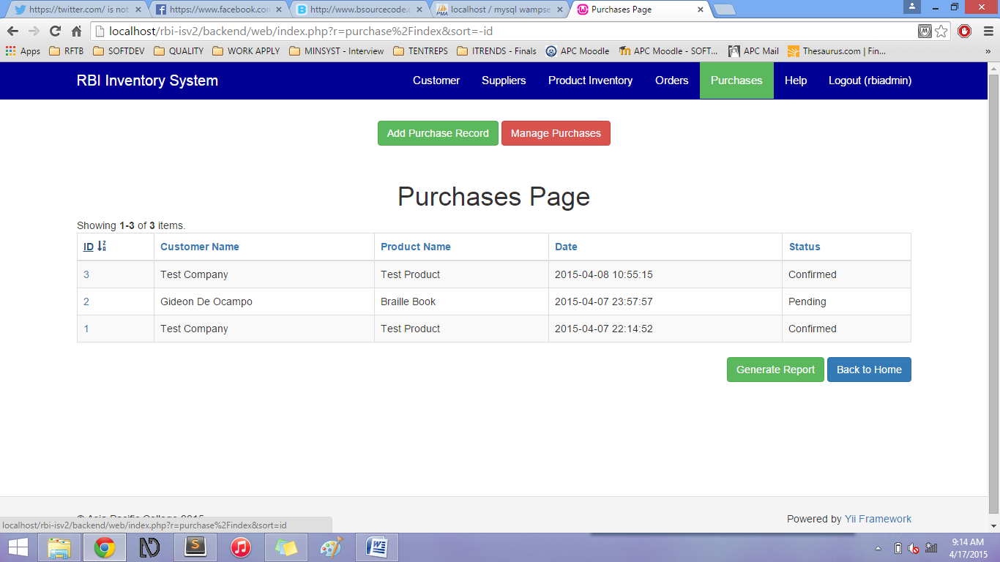 https://twitter.com/ is not
https://www.facebook.com
http://www.bsourcecode.c
localhost / mysql wampse
Purchases Page
localhost/rbi-isv2/backend/web/index.php?r=purchase%2Findex&sort=-id
Apps RFTB SOFTDEV QUALITY WORK APPLY MINSYST - Interview TENTREPS ITRENDS - Finals APC Moodle APC Moodle - SOFT... APC Mail Thesaurus.com | Fin... »
RBI Inventory System Customer Suppliers Product Inventory Orders Purchases Help Logout (rbiadmin)
Add Purchase Record Manage Purchases
Purchases Page
Showing 1-3 of 3 items.
ID Customer Name Product Name Date Status
3 Test Company Test Product 2015-04-08 10:55:15 Confirmed
2 Gideon De Ocampo Braille Book 2015-04-07 23:57:57 Pending
1 Test Company Test Product 2015-04-07 22:14:52 Confirmed
Generate Report Back to Home
© Asia Pacific College 2015
Powered by Yii Framework
localhost/rbi-isv2/backend/web/index.php?r=purchase%2Findex&sort=id
9:14 AM
4/17/2015